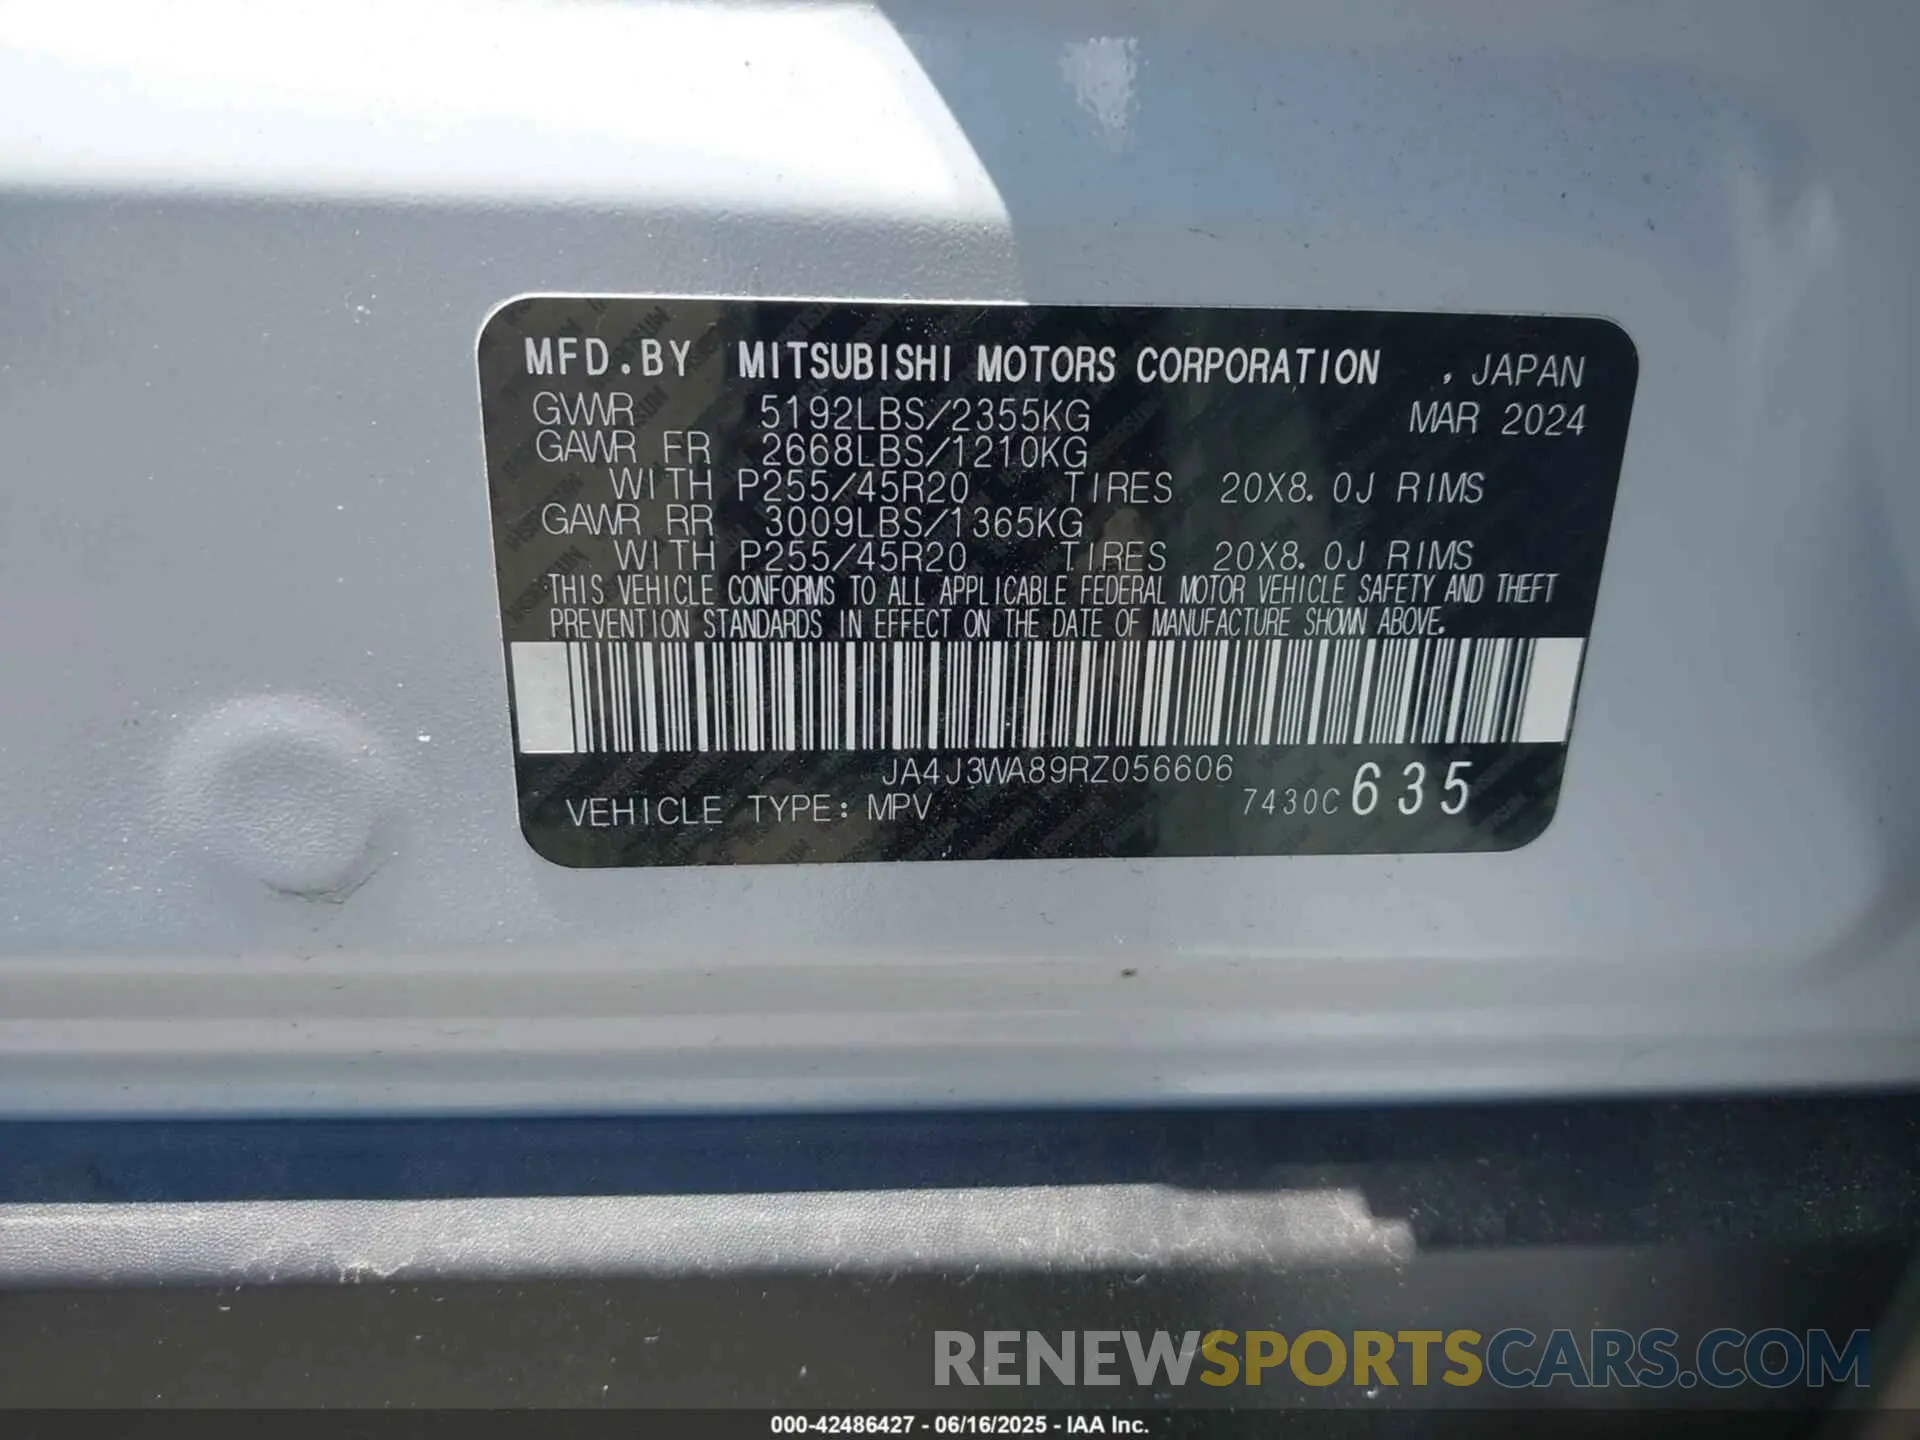 MFD.BY MITSUBISHI MOTORS CORPORATION , JAPAN
GVWR 5192LBS/2355KG MAR 2024
GAWR FR 2668LBS/1210KG
WITH P255/45R20 TIRES 20X8.0J RIMS
GAWR RR 3009LBS/1365KG
WITH P255/45R20 TIRES 20X8.0J RIMS
THIS VEHICLE CONFORMS TO ALL APPLICABLE FEDERAL MOTOR VEHICLE SAFETY AND THEFT
PREVENTION STANDARDS IN EFFECT ON THE DATE OF MANUFACTURE SHOWN ABOVE.
JA4J3WA89RZ056606
VEHICLE TYPE: MPV 7430C 635
RENEWSPORTSCARS.COM
000-42486427 - 06/16/2025 - IAA Inc.